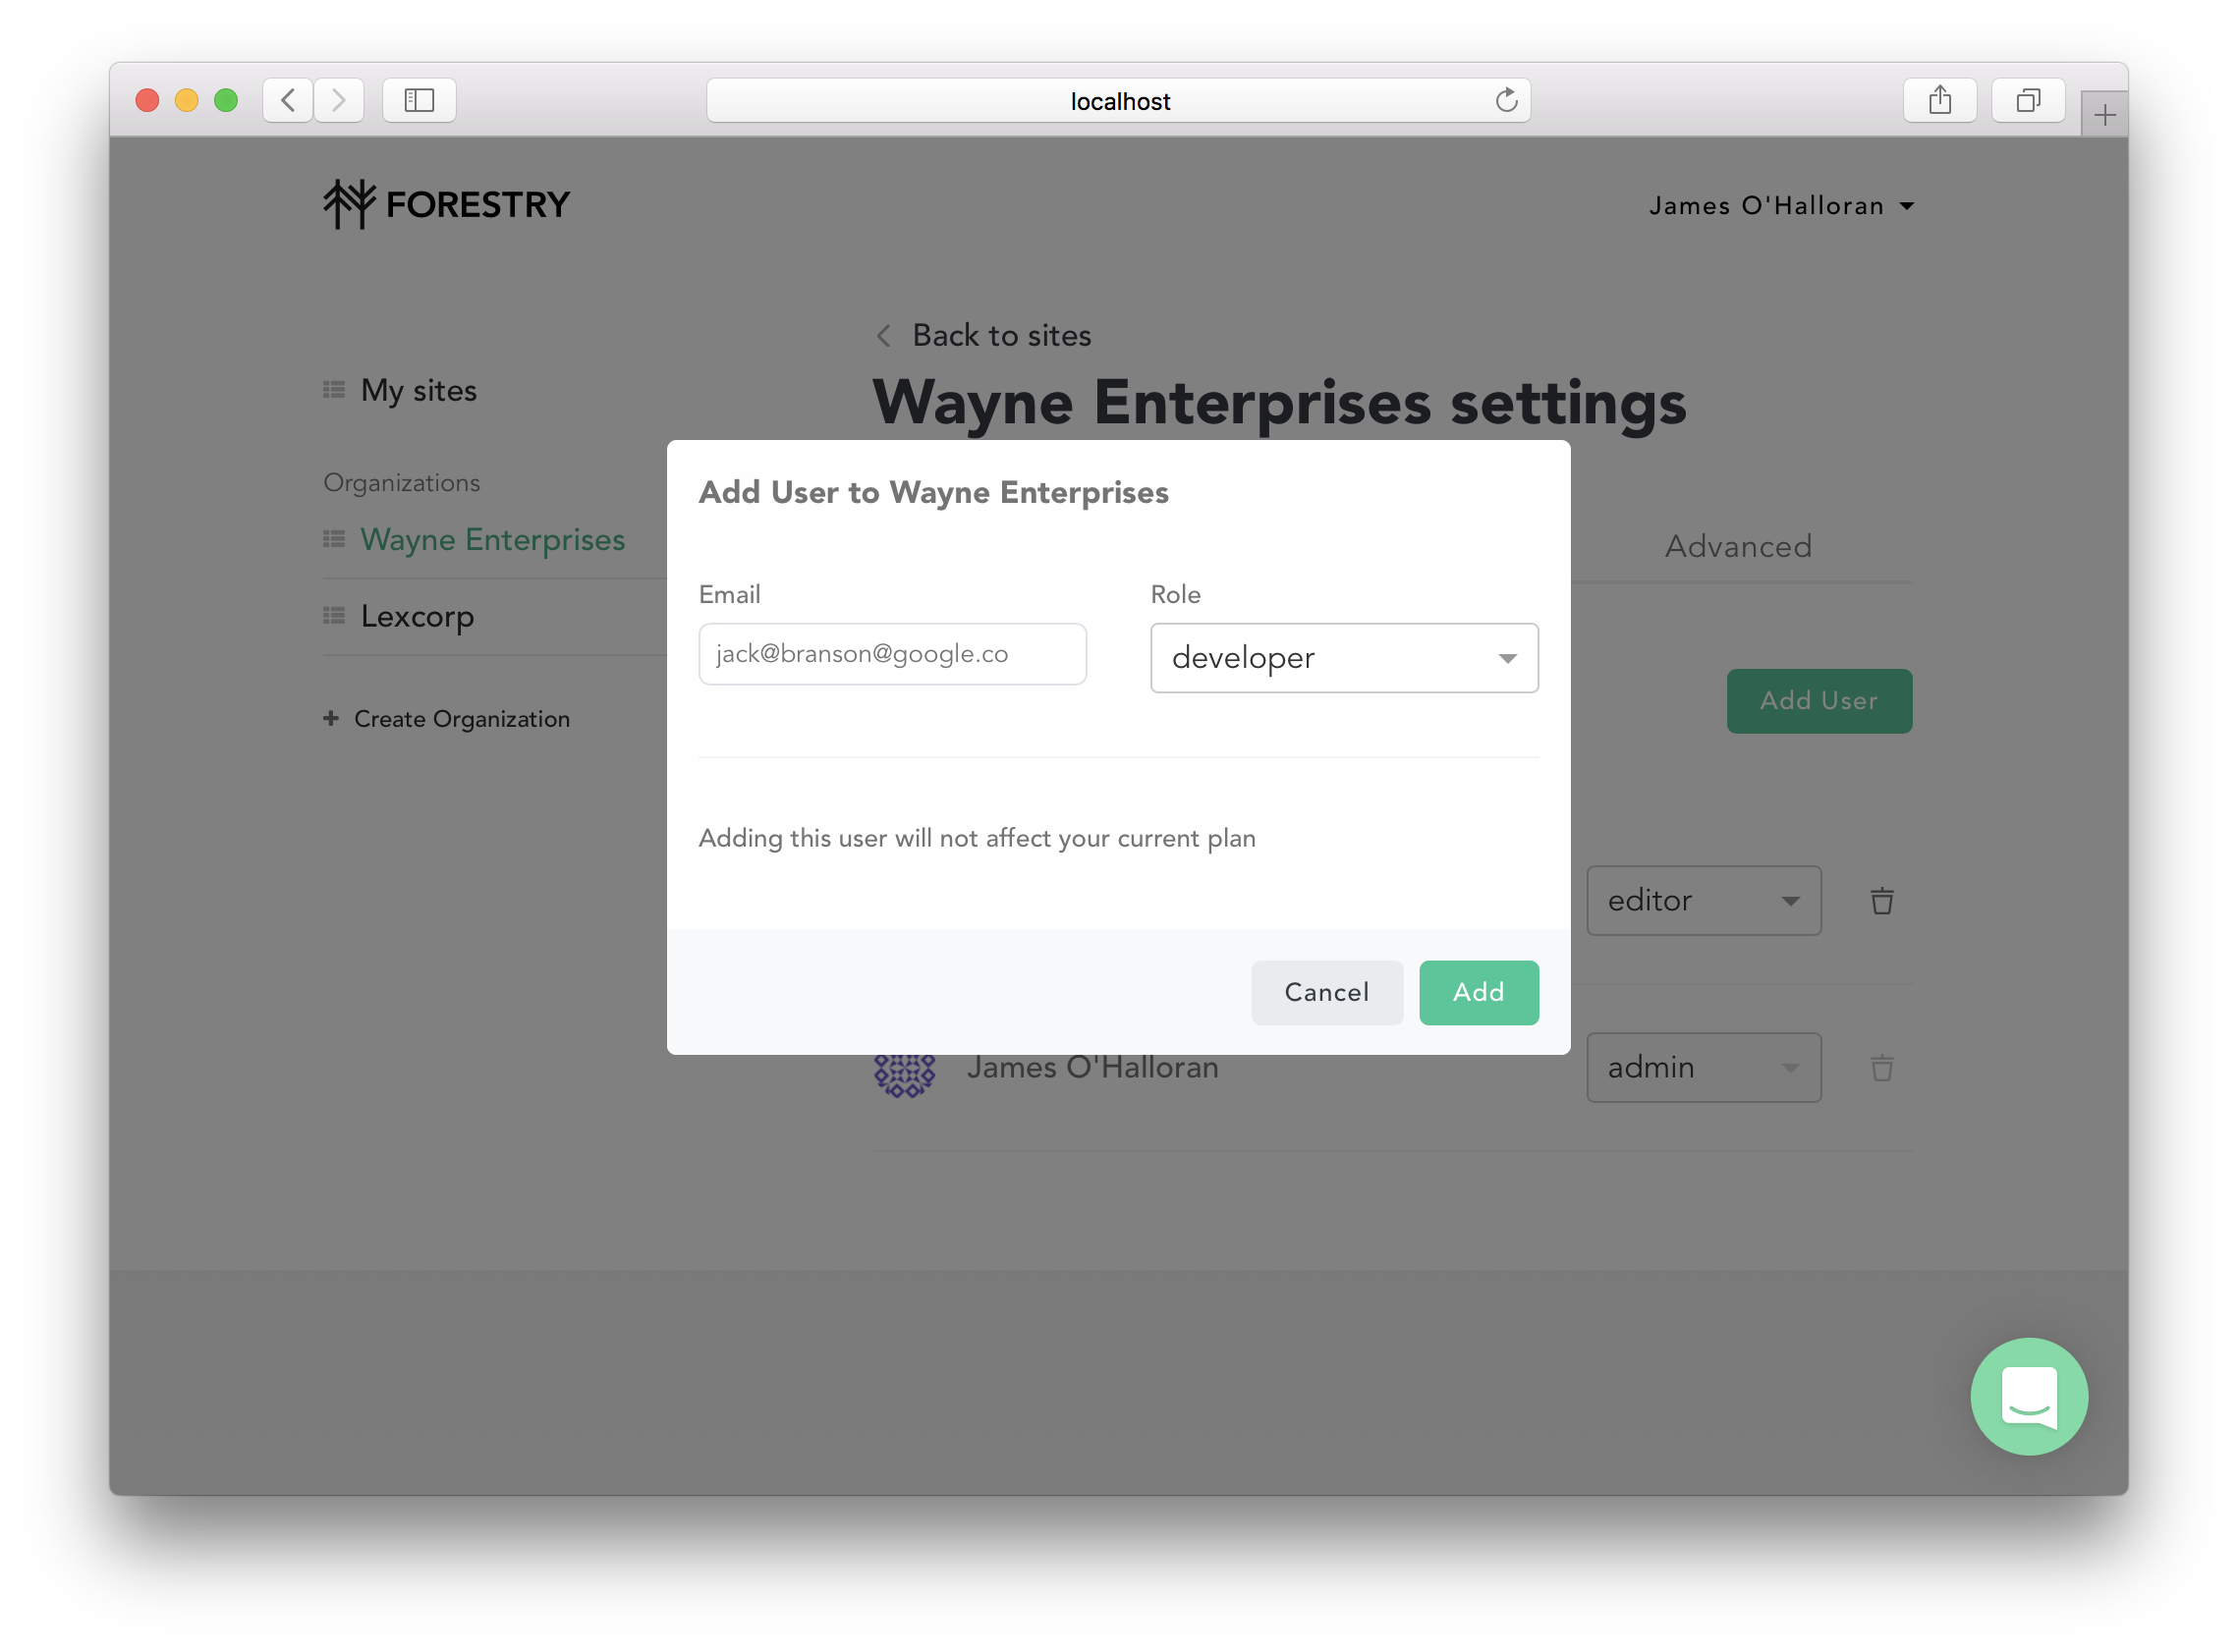 localhost
FORESTRY
James O'Halloran
Back to sites
Wayne Enterprises settings
My sites
Organizations
Wayne Enterprises
Lexcorp
Create Organization
Advanced
Add User
Add User to Wayne Enterprises
Email
Role
jack@branson@google.co
developer
Adding this user will not affect your current plan
Cancel
Add
editor
James O'Halloran
admin